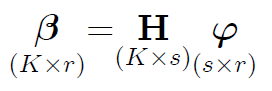 β = H φ
(K×r) (K×s)(s×r)